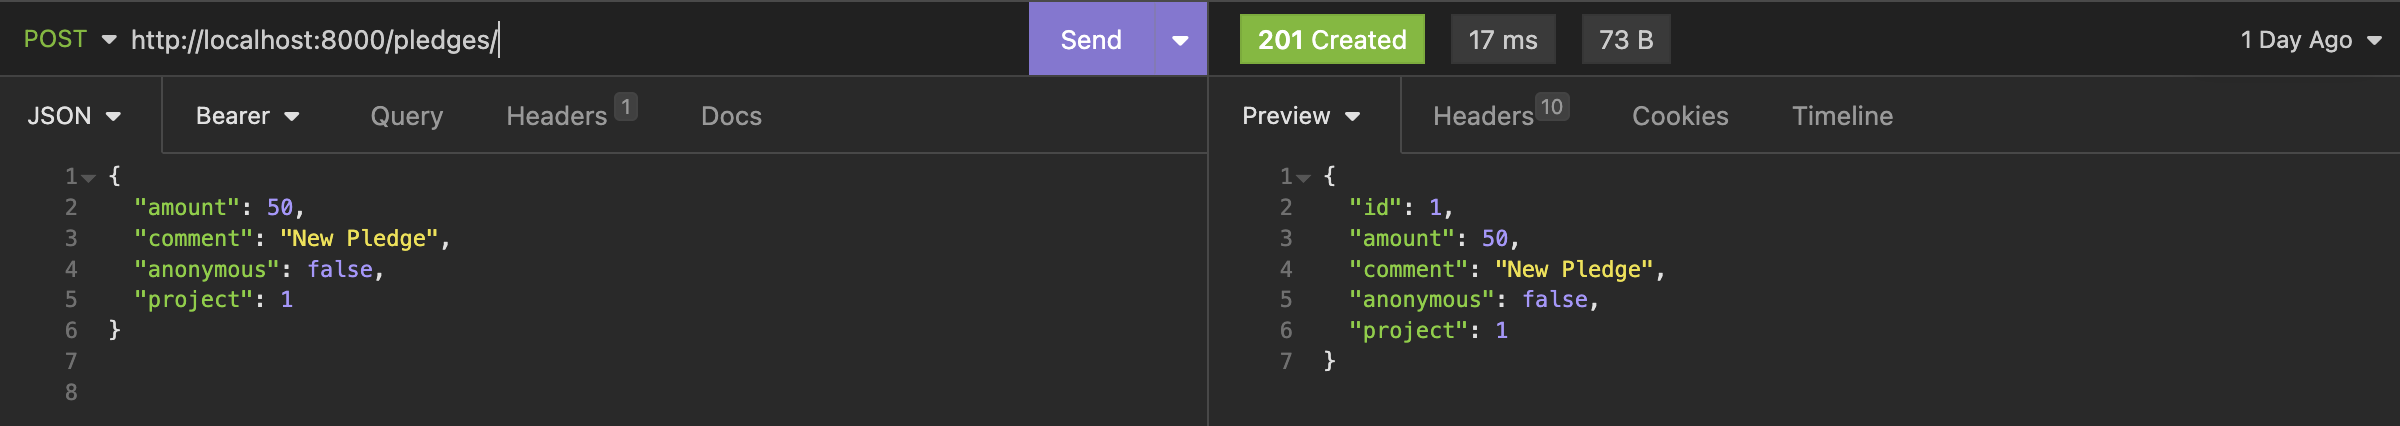 POST http://localhost:8000/pledges/ Send 201 Created 17 ms 73 B 1 Day Ago
JSON Bearer Query Headers 1 Docs
1 {
2 "amount": 50,
3 "comment": "New Pledge",
4 "anonymous": false,
5 "project": 1
6 }
7
8
Preview Headers 10 Cookies Timeline
1 {
2 "id": 1,
3 "amount": 50,
4 "comment": "New Pledge",
5 "anonymous": false,
6 "project": 1
7 }